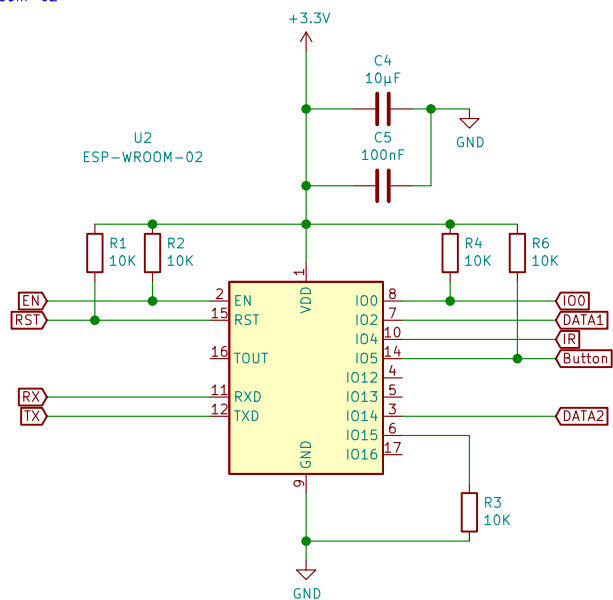 +3.3V
C4
10µF
GND
C5
100nF
U2
ESP-WROOM-02
R1
10K
R2
10K
R4
10K
R6
10K
1
VDD
EN
2
EN
IO0
8
IO0
RST
15
RST
IO2
7
DATA1
IO4
10
IR
16
TOUT
IO5
14
Button
IO12
4
RX
11
RXD
IO13
5
TX
12
TXD
IO14
3
DATA2
IO15
6
GND
IO16
17
9
R3
10K
GND